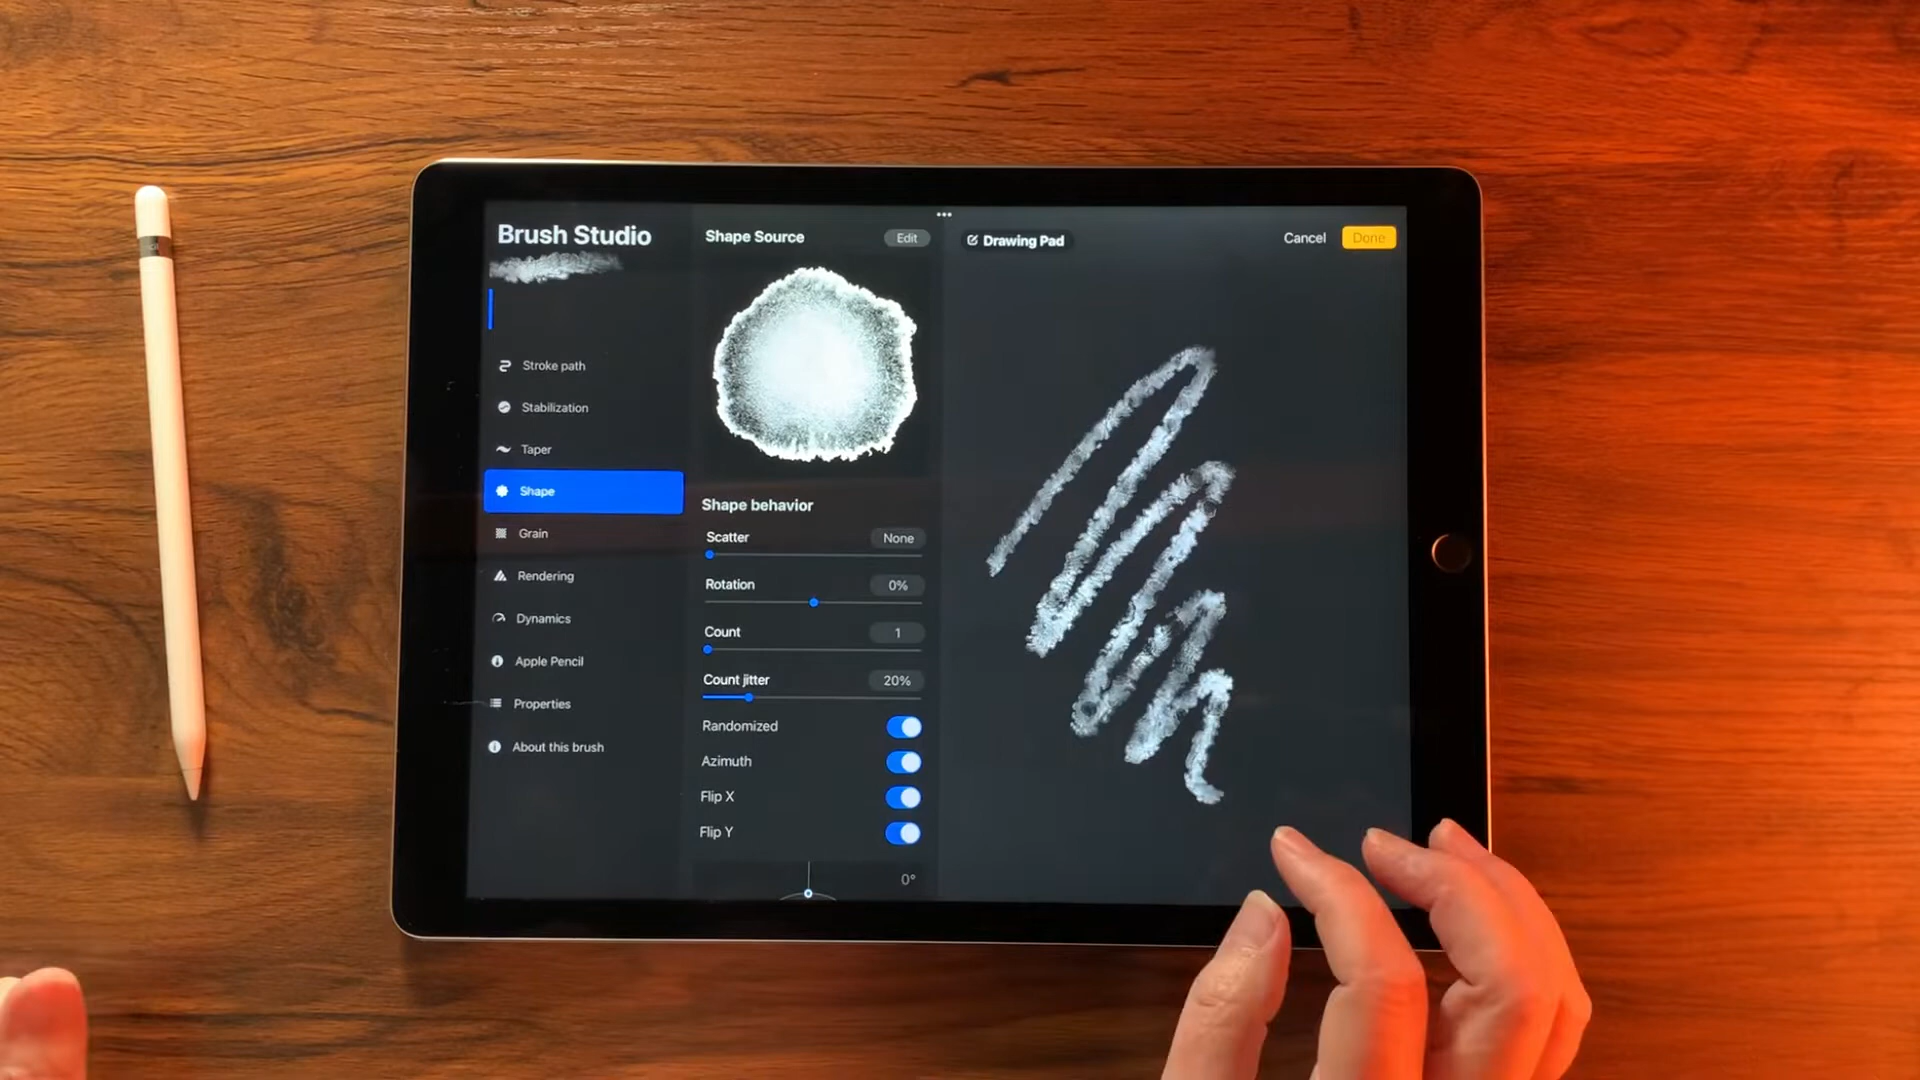 Brush Studio
Stroke path
Stabilization
Taper
Shape
Grain
Rendering
Dynamics
Apple Pencil
Properties
About this brush
Shape Source
Edit
Shape behavior
Scatter
None
Rotation
0%
Count
1
Count jitter
20%
Randomized
Azimuth
Flip X
Flip Y
0°
Drawing Pad
Cancel
Done